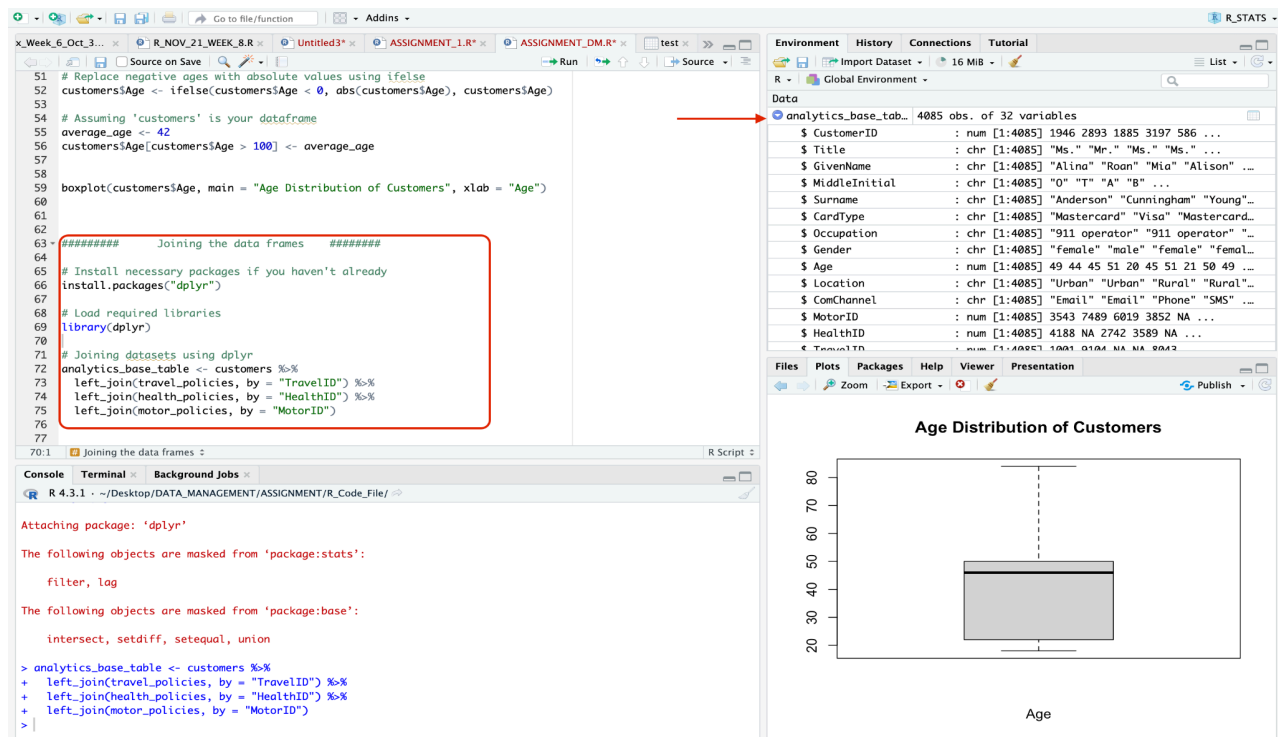 Go to file/function
Addins
R_STATS
x_Week_6_Oct_3...
R_NOV_21_WEEK_8.R
Untitled3*
ASSIGNMENT_1.R*
ASSIGNMENT_DM.R*
test
Source on Save
Run
Source
51 # Replace negative ages with absolute values using ifelse
52 customers$Age <- ifelse(customers$Age < 0, abs(customers$Age), customers$Age)
53
54 # Assuming 'customers' is your dataframe
55 average_age <- 42
56 customers$Age[customers$Age > 100] <- average_age
57
58
59 boxplot(customers$Age, main = "Age Distribution of Customers", xlab = "Age")
60
61
62
63 ######### Joining the data frames ########
64
65 # Install necessary packages if you haven't already
66 install.packages("dplyr")
67
68 # Load required libraries
69 library(dplyr)
70
71 # Joining datasets using dplyr
72 analytics_base_table <- customers %>%
73 left_join(travel_policies, by = "TravelID") %>%
74 left_join(health_policies, by = "HealthID") %>%
75 left_join(motor_policies, by = "MotorID")
76
77
70:1 # Joining the data frames R Script
Console Terminal Background Jobs
R 4.3.1 · ~/Desktop/DATA_MANAGEMENT/ASSIGNMENT/R_Code_File/
Attaching package: ‘dplyr’
The following objects are masked from ‘package:stats’:
filter, lag
The following objects are masked from ‘package:base’:
intersect, setdiff, setequal, union
> analytics_base_table <- customers %>%
+ left_join(travel_policies, by = "TravelID") %>%
+ left_join(health_policies, by = "HealthID") %>%
+ left_join(motor_policies, by = "MotorID")
>
Environment History Connections Tutorial
Import Dataset 16 MiB List
R Global Environment
Data
analytics_base_tab... 4085 obs. of 32 variables
$ CustomerID : num [1:4085] 1946 2893 1885 3197 586 ...
$ Title : chr [1:4085] "Ms." "Mr." "Ms." "Ms." ...
$ GivenName : chr [1:4085] "Alina" "Roan" "Mia" "Alison" ...
$ MiddleInitial : chr [1:4085] "O" "T" "A" "B" ...
$ Surname : chr [1:4085] "Anderson" "Cunningham" "Young"...
$ CardType : chr [1:4085] "Mastercard" "Visa" "Mastercard...
$ Occupation : chr [1:4085] "911 operator" "911 operator" "...
$ Gender : chr [1:4085] "female" "male" "female" "femal...
$ Age : num [1:4085] 49 44 45 51 20 45 51 21 50 49 ...
$ Location : chr [1:4085] "Urban" "Urban" "Rural" "Rural"...
$ ComChannel : chr [1:4085] "Email" "Email" "Phone" "SMS" ...
$ MotorID : num [1:4085] 3543 7489 6019 3852 NA ...
$ HealthID : num [1:4085] 4188 NA 2742 3589 NA ...
$ TravelID : num [1:4085] 1001 9104 NA NA 8043
Files Plots Packages Help Viewer Presentation
Zoom Export Publish
Age Distribution of Customers
80
70
60
50
40
30
20
Age